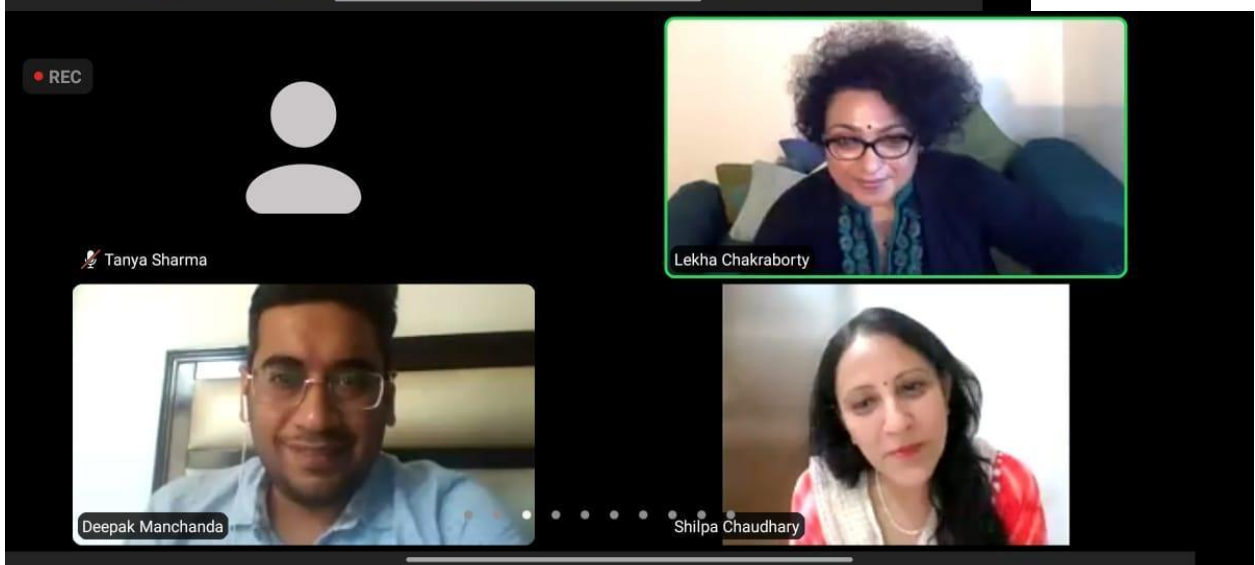 REC
Tanya Sharma
Lekha Chakraborty
Deepak Manchanda
Shilpa Chaudhary